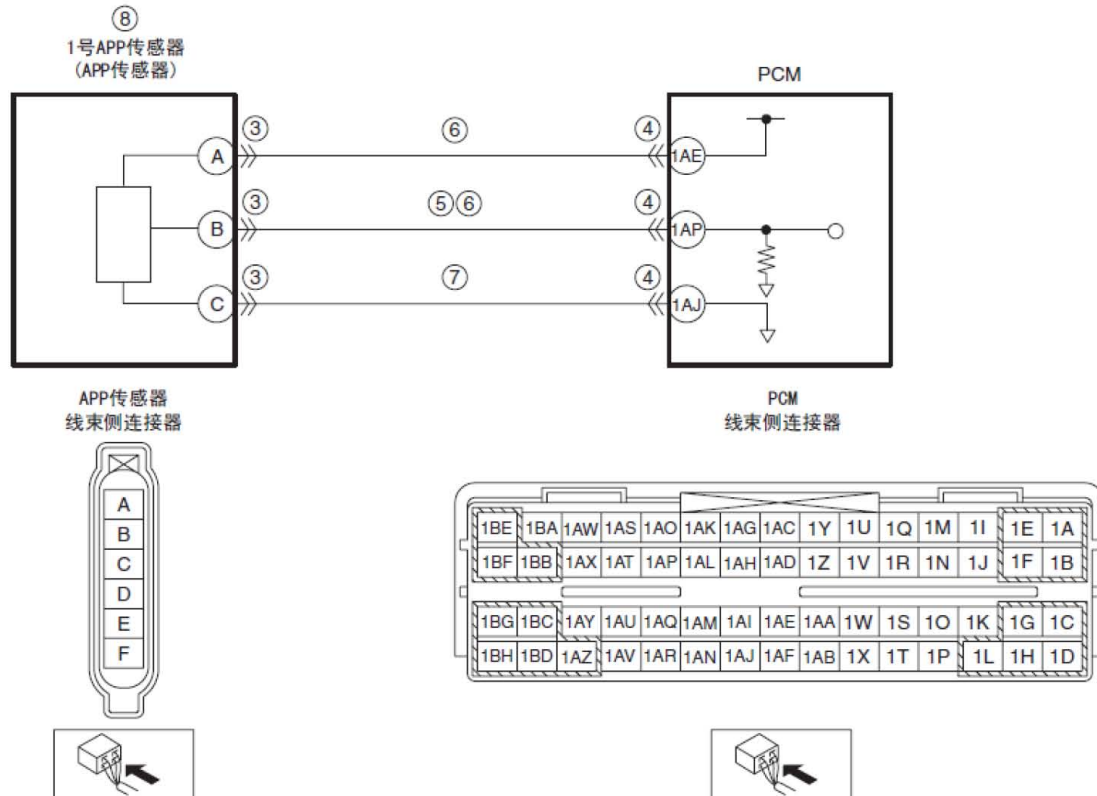 ⑧
1号APP传感器
(APP传感器)
PCM
③ ⑥ ④
A 1AE
③ ⑤⑥ ④
B 1AP
③ ⑦ ④
C 1AJ
APP传感器
线束侧连接器
PCM
线束侧连接器
A
B
C
D
E
F
1BE 1BA 1AW 1AS 1AO 1AK 1AG 1AC 1Y 1U 1Q 1M 1I 1E 1A
1BF 1BB 1AX 1AT 1AP 1AL 1AH 1AD 1Z 1V 1R 1N 1J 1F 1B
1BG 1BC 1AY 1AU 1AQ 1AM 1AI 1AE 1AA 1W 1S 1O 1K 1G 1C
1BH 1BD 1AZ 1AV 1AR 1AN 1AJ 1AF 1AB 1X 1T 1P 1L 1H 1D